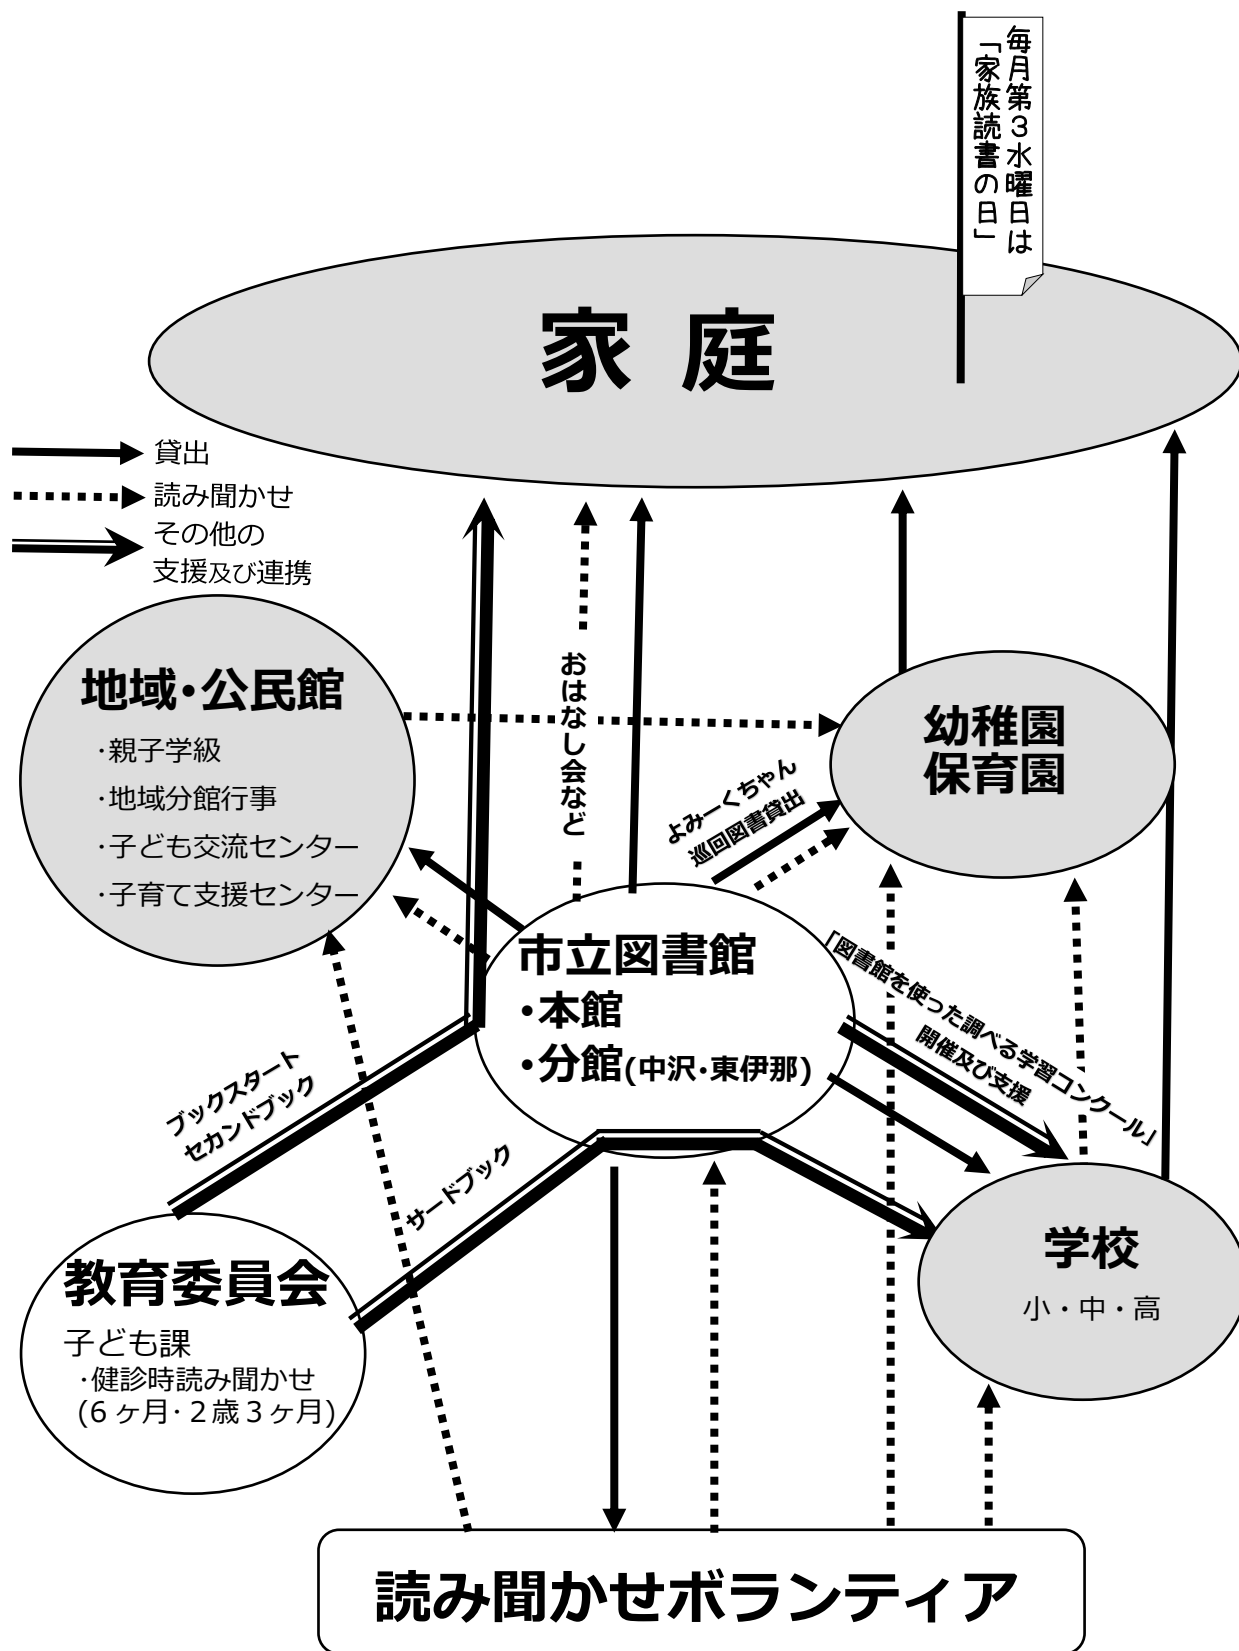 毎月第３水曜日は
「家族読書の日」
家 庭
貸出
読み聞かせ
その他の
支援及び連携
地域・公民館
・親子学級
・地域分館行事
・子ども交流センター
・子育て支援センター
おはなし会など
幼稚園
保育園
よみーくちゃん
巡回図書貸出
市立図書館
・本館
・分館(中沢・東伊那)
「図書館を使った調べる学習コンクール」
開催及び支援
ブックスタート
セカンドブック
サードブック
教育委員会
子ども課
・健診時読み聞かせ
(６ヶ月・２歳３ヶ月)
学校
小・中・高
読み聞かせボランティア